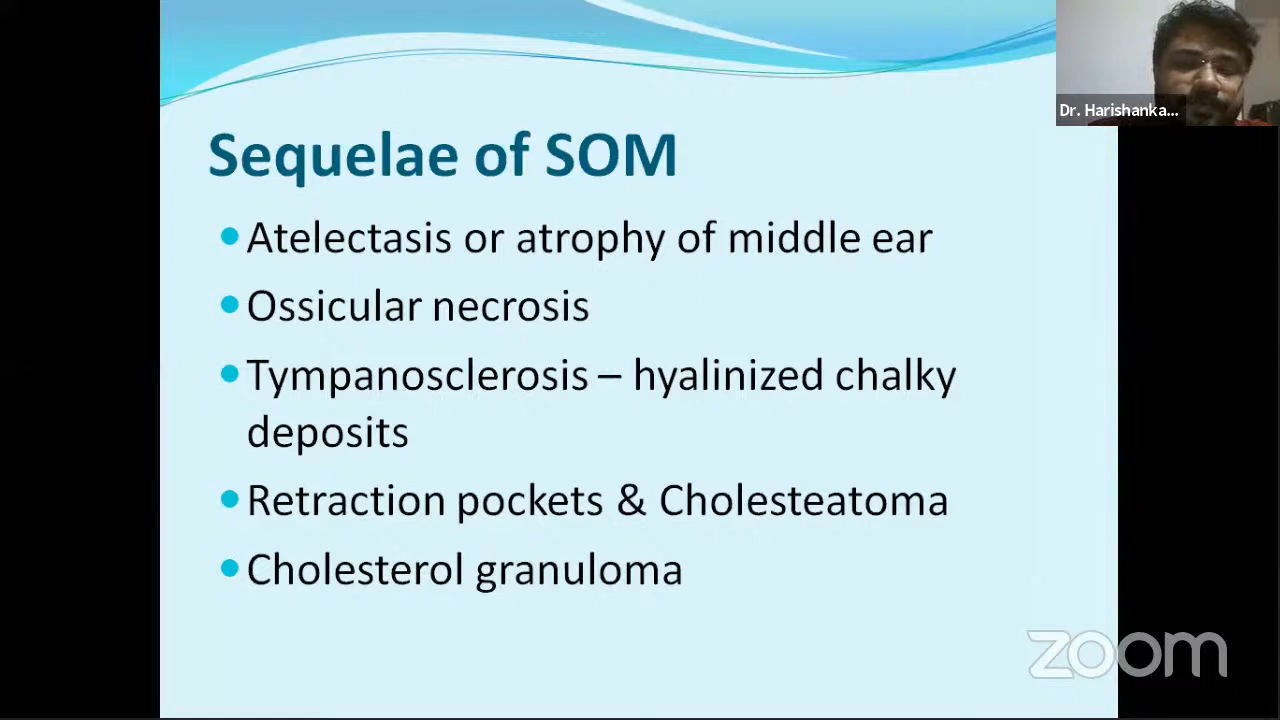 Dr. Harishanka...
Sequelae of SOM
Atelectasis or atrophy of middle ear
Ossicular necrosis
Tympanosclerosis – hyalinized chalky
deposits
Retraction pockets & Cholesteatoma
Cholesterol granuloma
zoom